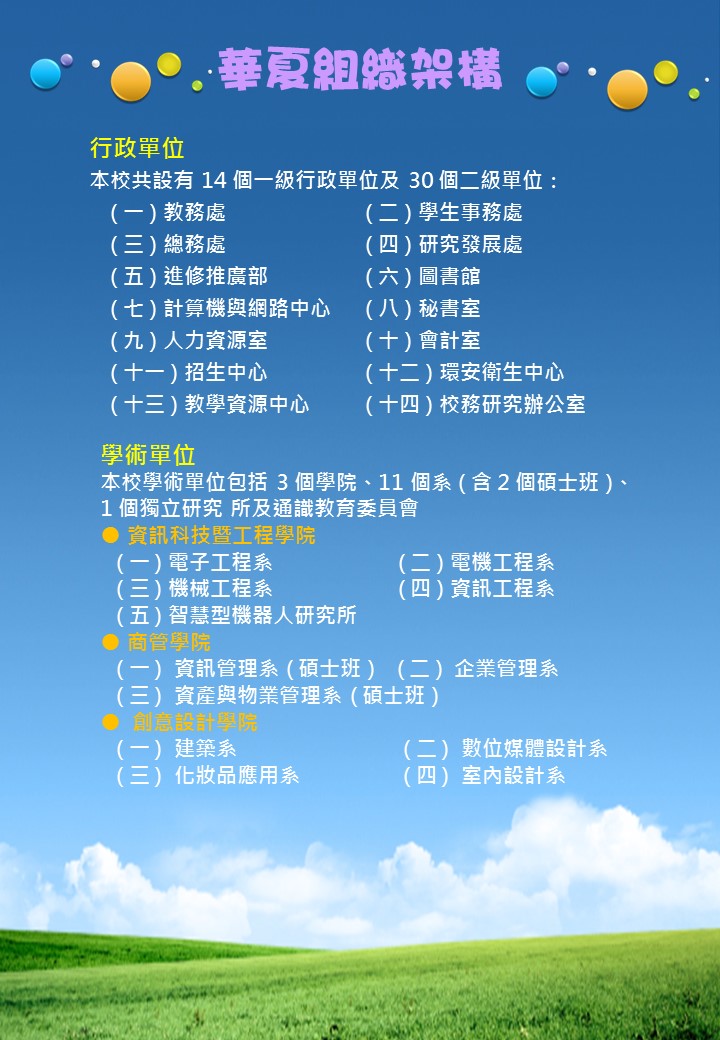 華夏組織架構
行政單位
本校共設有 14 個一級行政單位及 30 個二級單位：
(一) 教務處 (二) 學生事務處
(三) 總務處 (四) 研究發展處
(五) 進修推廣部 (六) 圖書館
(七) 計算機與網路中心 (八) 秘書室
(九) 人力資源室 (十) 會計室
(十一) 招生中心 (十二) 環安衛生中心
(十三) 教學資源中心 (十四) 校務研究辦公室
學術單位
本校學術單位包括 3 個學院、11 個系 (含 2 個碩士班)、
1 個獨立研究 所及通識教育委員會
● 資訊科技暨工程學院
(一) 電子工程系 (二) 電機工程系
(三) 機械工程系 (四) 資訊工程系
(五) 智慧型機器人研究所
● 商管學院
(一) 資訊管理系 (碩士班) (二) 企業管理系
(三) 資產與物業管理系 (碩士班)
● 創意設計學院
(一) 建築系 (二) 數位媒體設計系
(三) 化妝品應用系 (四) 室內設計系